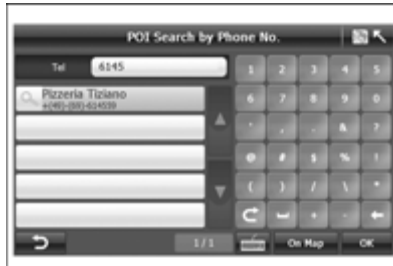 POI Search by Phone No.
Tel 6145
1 2 3 4 5
Pizzeria Tiziano
+(49)-(89)-614539
6 7 8 9 0
' , . & ?
@ # $ % !
( ) / \
1/1 On Map OK